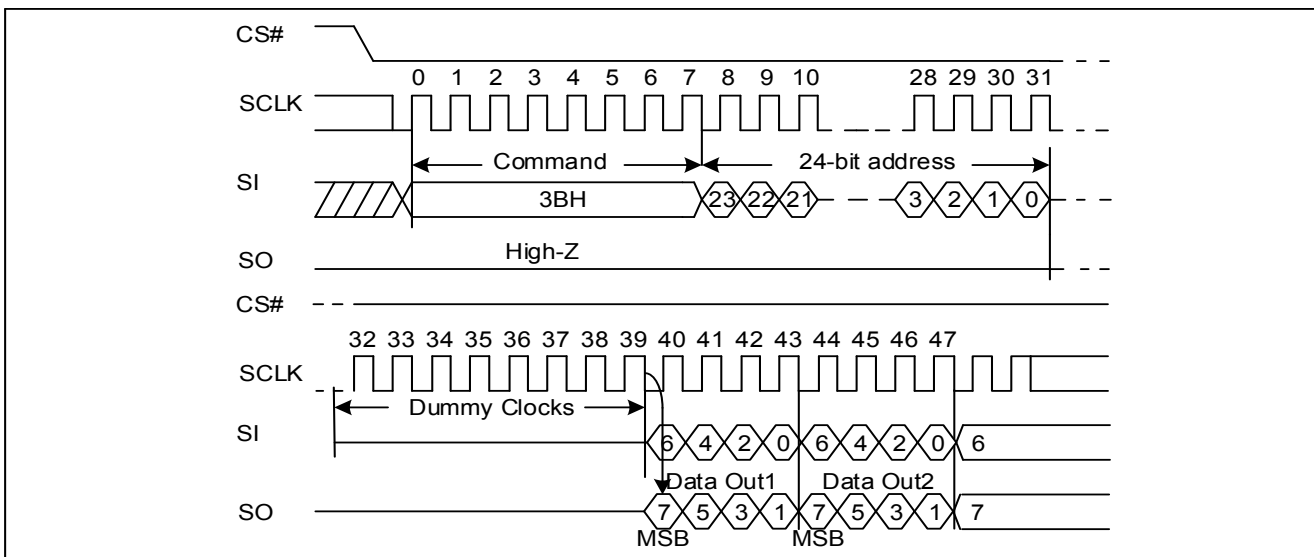 CS#
0 1 2 3 4 5 6 7 8 9 10 28 29 30 31
SCLK
Command 24-bit address
SI
3BH 23 22 21 3 2 1 0
High-Z
SO
CS#
32 33 34 35 36 37 38 39 40 41 42 43 44 45 46 47
SCLK
Dummy Clocks
SI
6 4 2 0 6 4 2 0 6
Data Out1 Data Out2
SO
7 5 3 1 7 5 3 1 7
MSB MSB